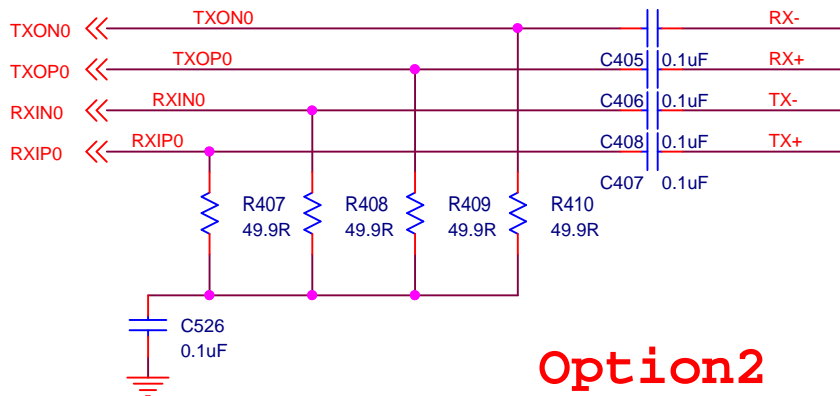 TXON0 TXON0 RX-
TXOP0 TXOP0 C405 0.1uF RX+
RXIN0 RXIN0 C406 0.1uF TX-
RXIP0 RXIP0 C408 0.1uF TX+
C407 0.1uF
R407 R408 R409 R410
49.9R 49.9R 49.9R 49.9R
C526
0.1uF
Option2